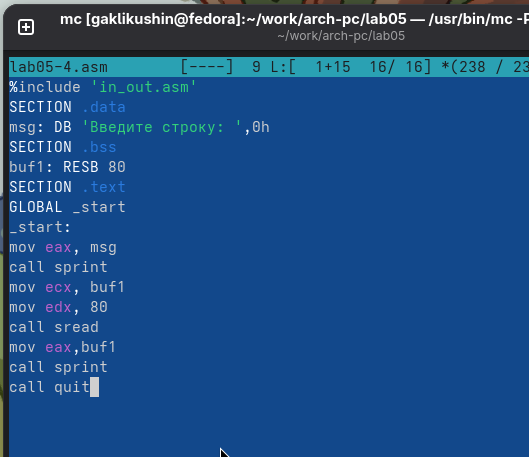 mc [gaklikushin@fedora]:~/work/arch-pc/lab05 — /usr/bin/mc -P
~/work/arch-pc/lab05
lab05-4.asm [----] 9 L:[ 1+15 16/ 16] *(238 / 23
%include 'in_out.asm'
SECTION .data
msg: DB 'Введите строку: ',0h
SECTION .bss
buf1: RESB 80
SECTION .text
GLOBAL _start
_start:
mov eax, msg
call sprint
mov ecx, buf1
mov edx, 80
call sread
mov eax,buf1
call sprint
call quit